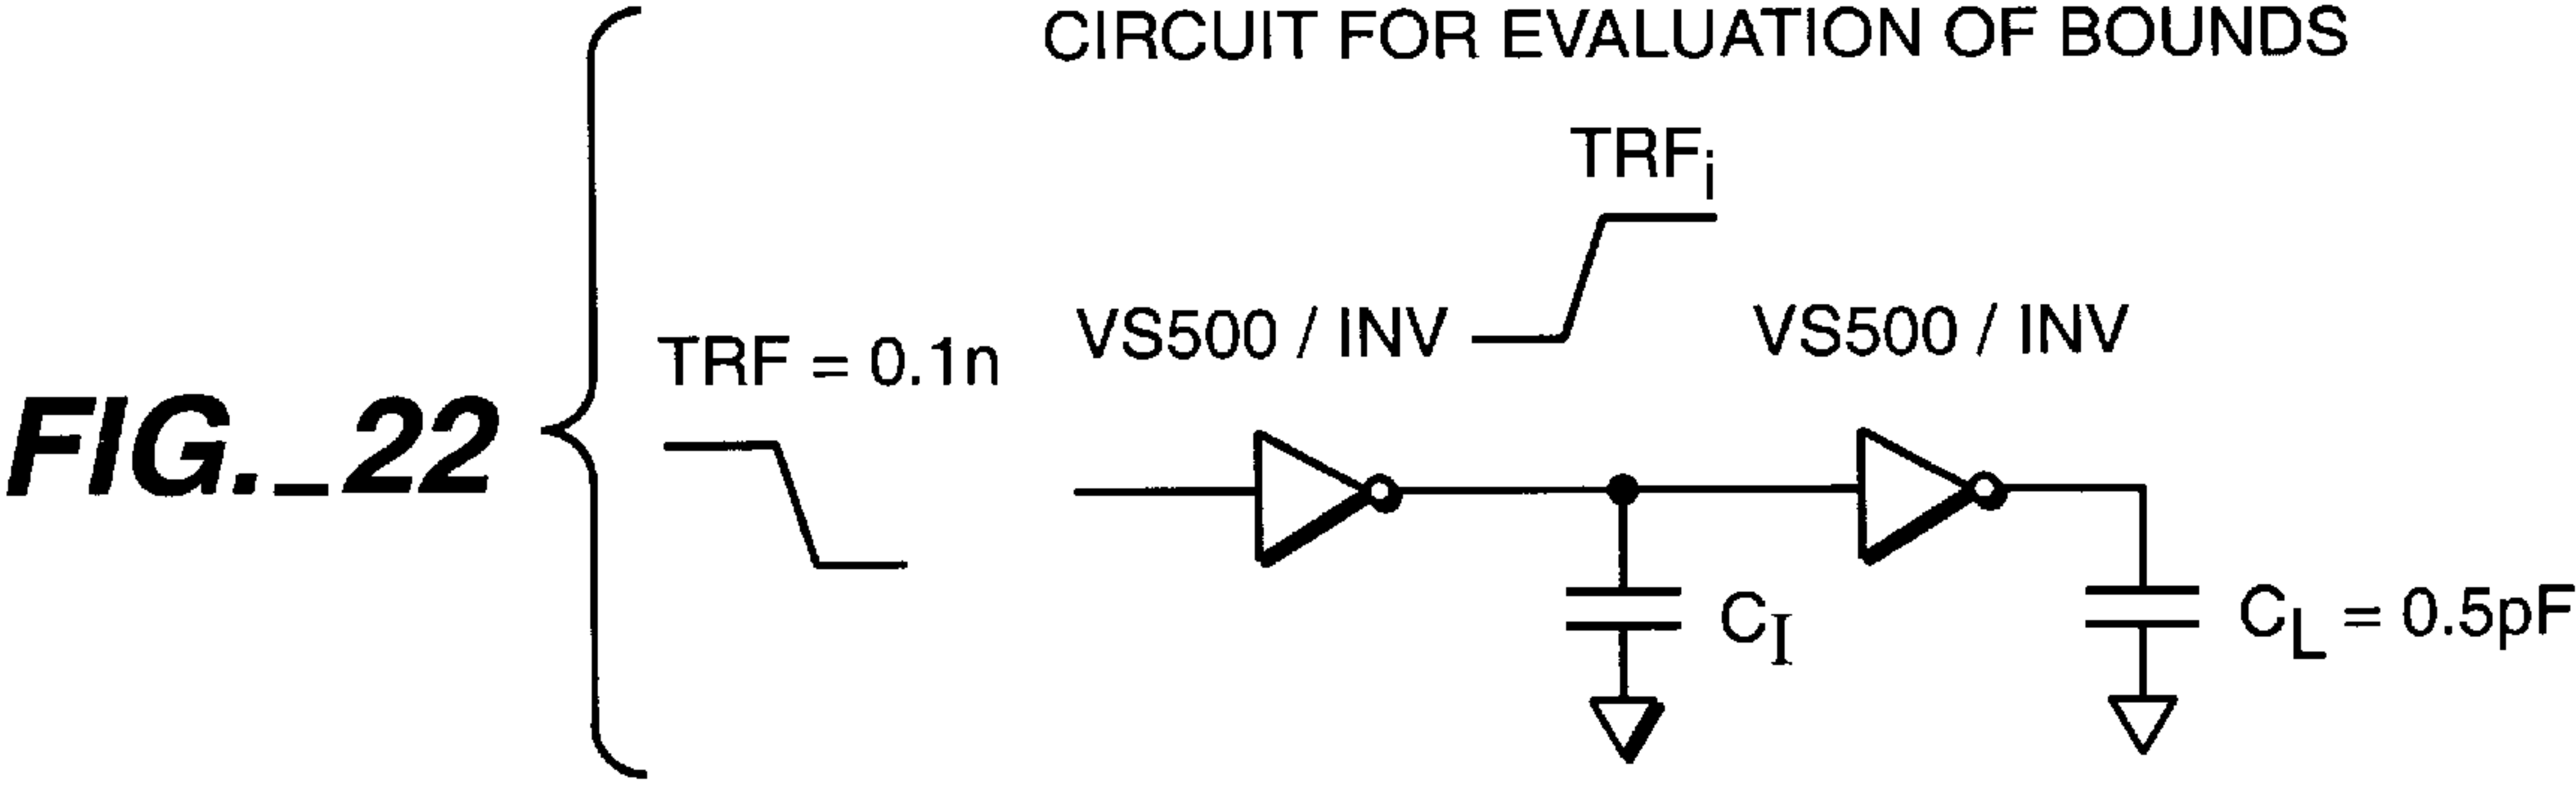 CIRCUIT FOR EVALUATION OF BOUNDS
TRFi
VS500 / INV
VS500 / INV
TRF = 0.1n
FIG._22
CI
CL = 0.5pF